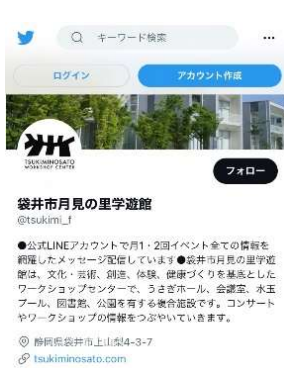 キーワード検索
ログイン
アカウント作成
TSUKIMINOSATO
WORKSHOP CENTER
フォロー
袋井市月見の里学遊館
@tsukimi_f
●公式LINEアカウントで月1・2回イベント全ての情報を
網羅したメッセージ配信しています●袋井市月見の里学遊
館は、文化・芸術、創造、体験、健康づくりを基底とした
ワークショップセンターで、うさぎホール、会議室、水玉
プール、図書館、公園を有する複合施設です。コンサート
やワークショップの情報をつぶやいていきます。
静岡県袋井市上山梨4-3-7
tsukiminosato.com